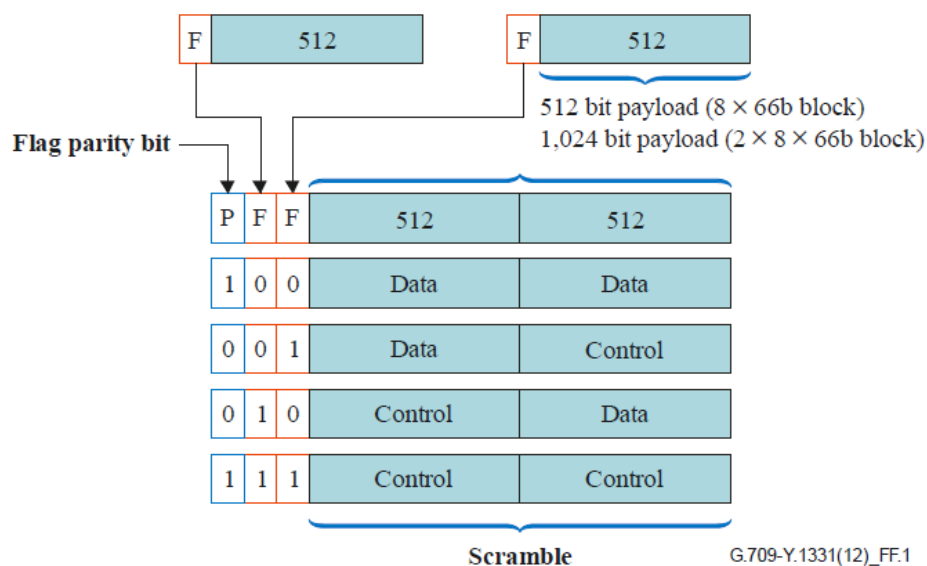 F 512 F 512
512 bit payload (8 × 66b block)
1,024 bit payload (2 × 8 × 66b block)
Flag parity bit
P F F 512 512
1 0 0 Data Data
0 0 1 Data Control
0 1 0 Control Data
1 1 1 Control Control
Scramble
G.709-Y.1331(12)_FF.1